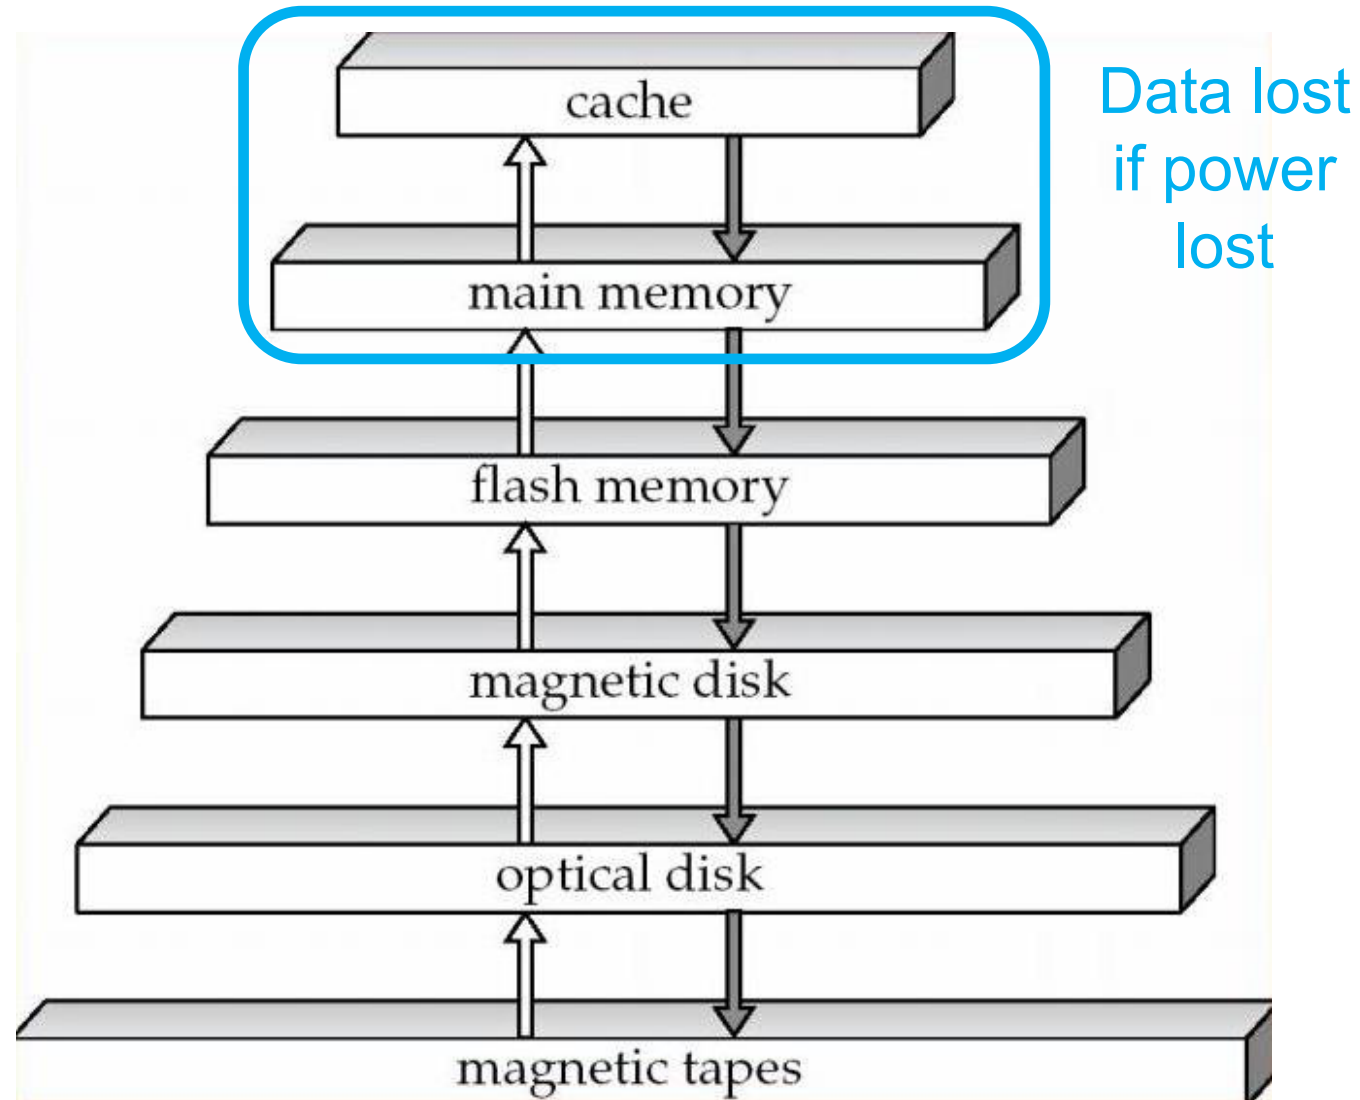 cache
Data lost
if power
lost
main memory
flash memory
magnetic disk
optical disk
magnetic tapes